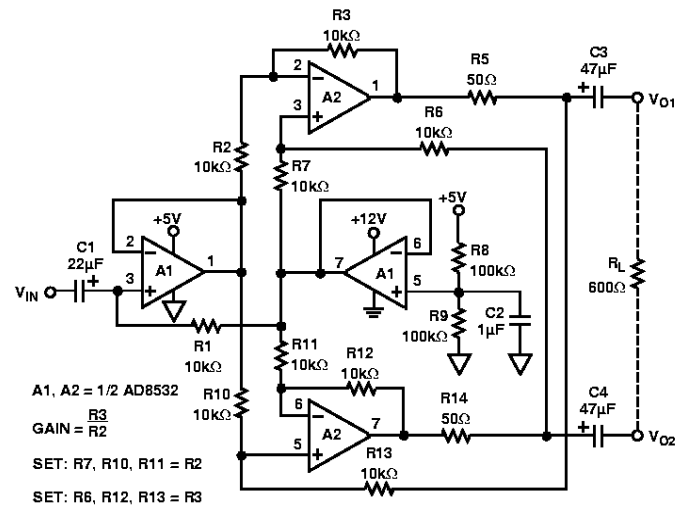 R3
10kΩ
2
1
A2
3
R5
50Ω
C3
47μF
+
VO1
R6
10kΩ
R2
10kΩ
R7
10kΩ
+5V
+12V
+5V
C1
22μF
+
VIN
2
3
A1
1
7
A1
6
5
R8
100kΩ
R9
100kΩ
C2
1μF
RL
600Ω
R1
10kΩ
R11
10kΩ
R12
10kΩ
R10
10kΩ
6
5
A2
7
R14
50Ω
C4
47μF
+
VO2
R13
10kΩ
A1, A2 = 1/2 AD8532
GAIN = R3
R2
SET: R7, R10, R11 = R2
SET: R6, R12, R13 = R3